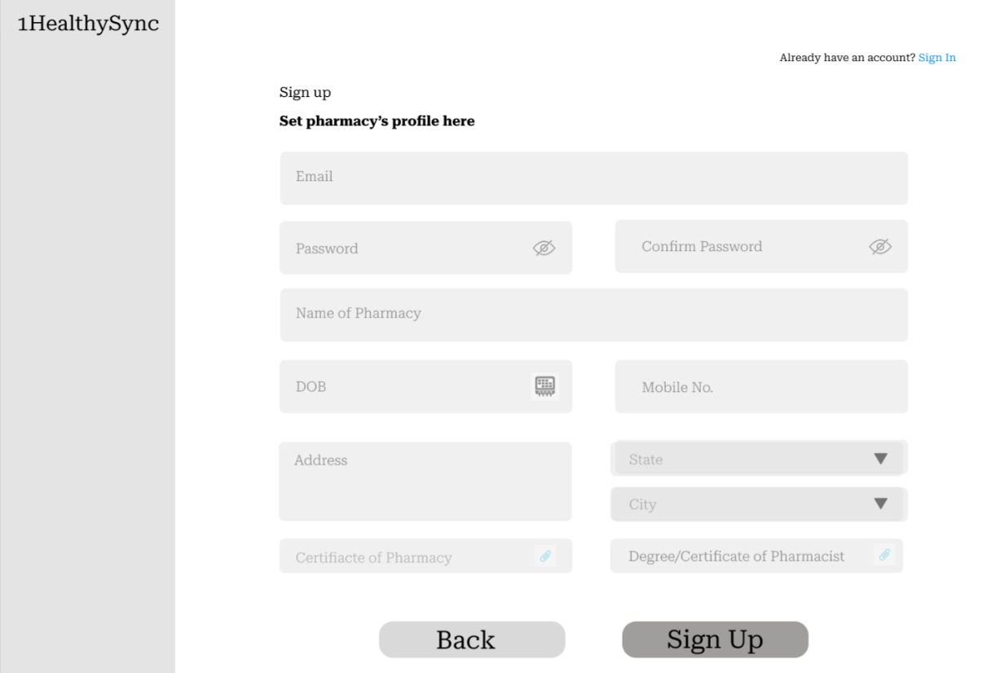 1HealthySync
Already have an account? Sign In
Sign up
Set pharmacy’s profile here
Email
Password
Confirm Password
Name of Pharmacy
DOB
Mobile No.
Address
State
City
Certifiacte of Pharmacy
Degree/Certificate of Pharmacist
Back
Sign Up